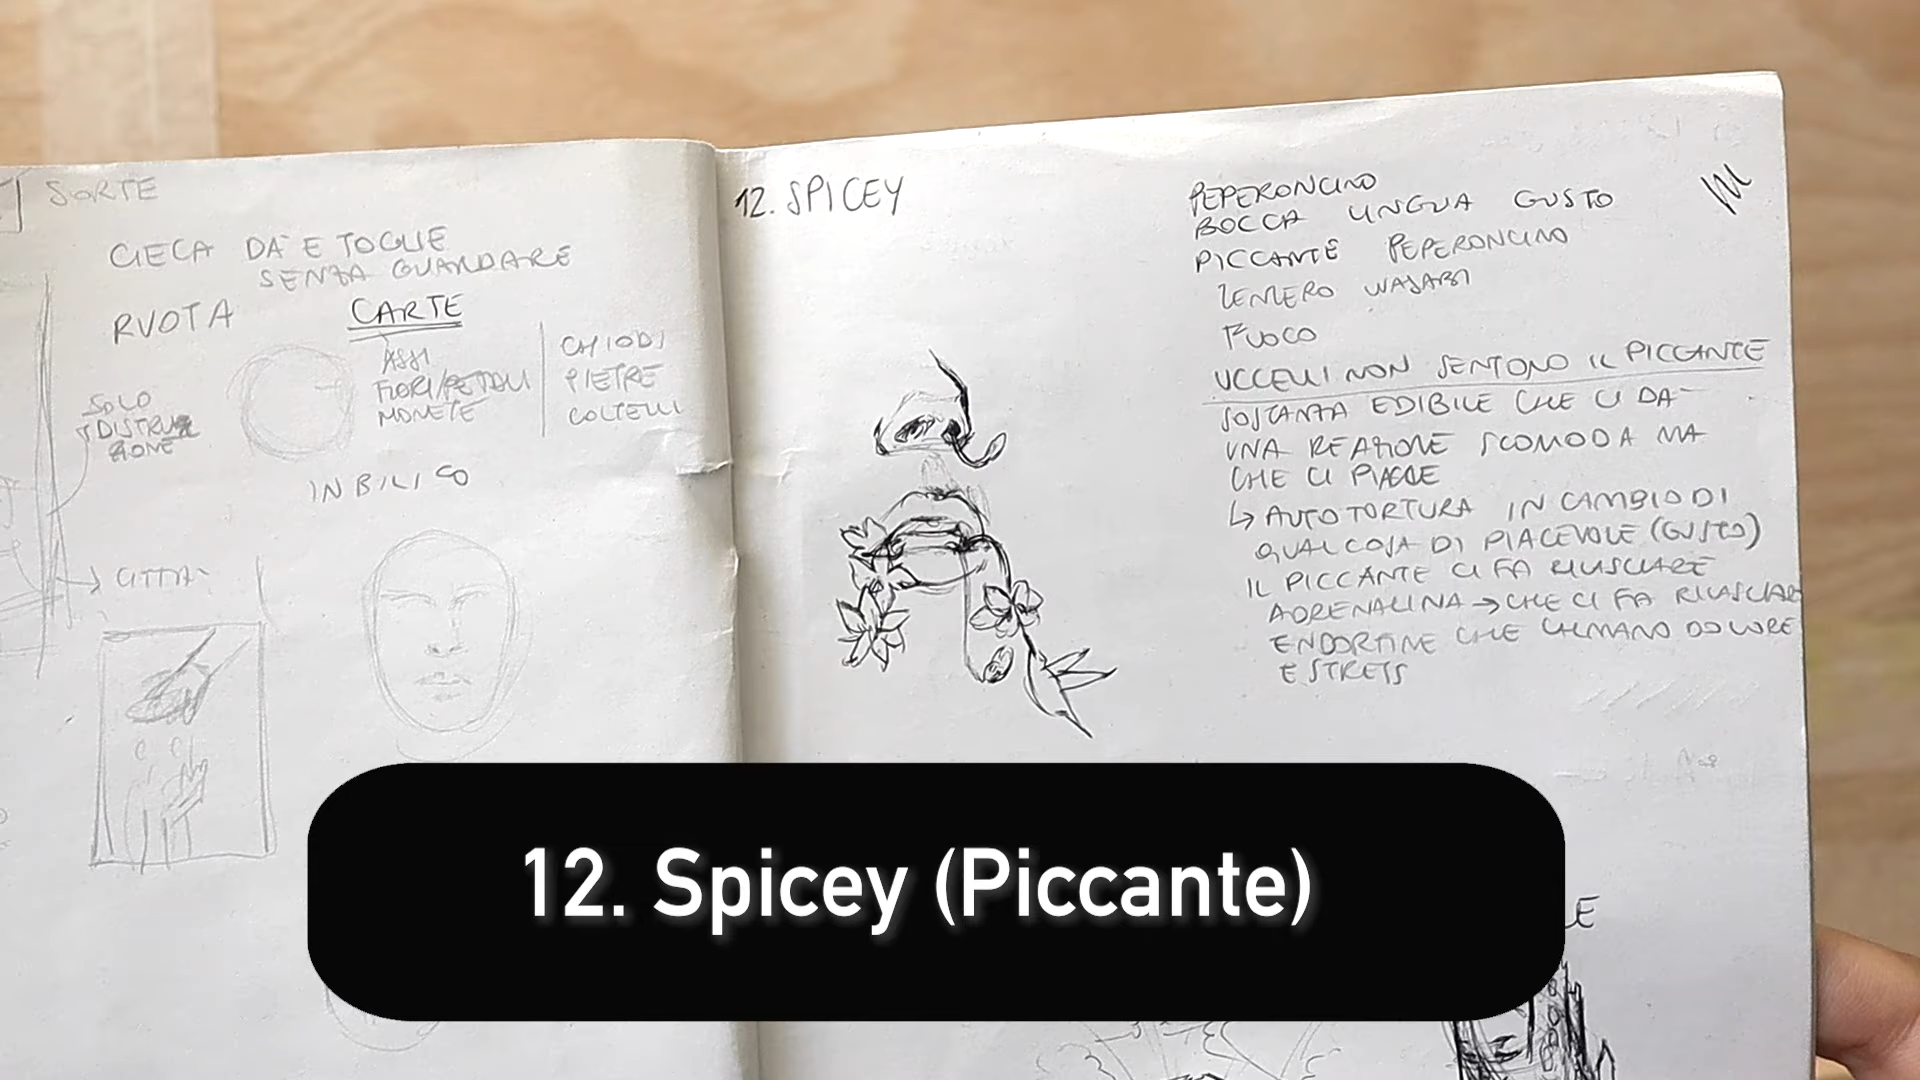 SORTE
CIECA DA' E TOGLIE
SENZA GUARDARE
RUOTA
CARTE
ASSI
FIORI/PETALI
MONETE
CHIODI
PIETRE
COLTELLI
SOLO
DISTRUZIONE
IN BILICO
CITTA'
12. SPICEY
PEPERONCINO
BOCCA LINGUA GUSTO
PICCANTE PEPERONCINO
ZENZERO WASABI
FUOCO
UCCELLI NON SENTONO IL PICCANTE
SOSTANZA EDIBILE CHE CI DA'
UNA REAZIONE SCOMODA MA
CHE CI PIACE
↳ AUTOTORTURA IN CAMBIO DI
QUALCOSA DI PIACEVOLE (GUSTO)
IL PICCANTE CI FA RILASCIARE
ADRENALINA → CHE CI FA RILASCIARE
ENDORFINE CHE CALMANO DOLORE
E STRESS
12. Spicey (Piccante)